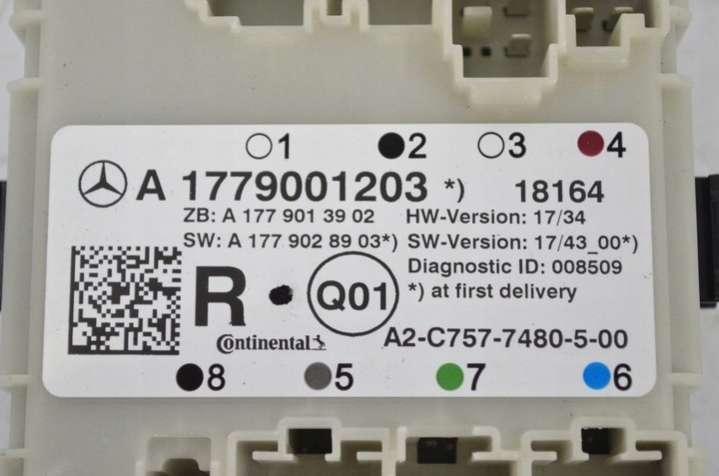 1 2 3 4
A 1779001203 *) 18164
ZB: A 177 901 39 02 HW-Version: 17/34
SW: A 177 902 89 03*) SW-Version: 17/43_00*)
Diagnostic ID: 008509
R Q01 *) at first delivery
Continental A2-C757-7480-5-00
8 5 7 6